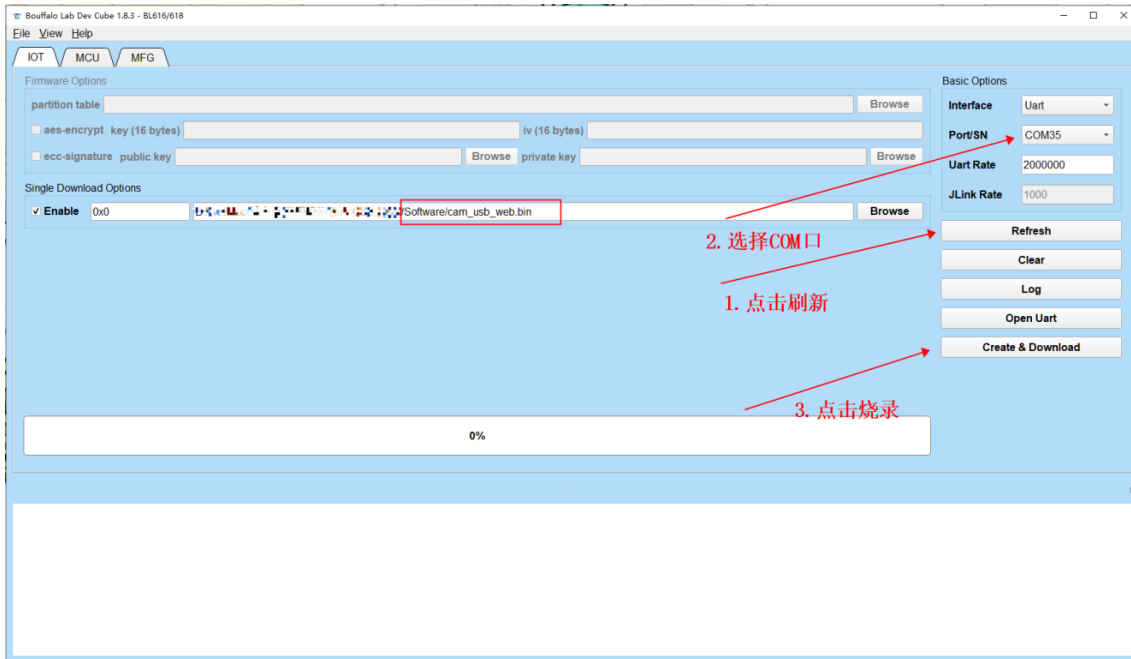 Bouffalo Lab Dev Cube 1.8.3 - BL616/618
File View Help
IOT MCU MFG
Firmware Options
partition table Browse
aes-encrypt key (16 bytes) iv (16 bytes)
ecc-signature public key Browse private key Browse
Single Download Options
Enable 0x0 /Software/cam_usb_web.bin Browse
Basic Options
Interface Uart
Port/SN COM35
Uart Rate 2000000
JLink Rate 1000
Refresh
Clear
Log
Open Uart
Create & Download
2.选择COM口
1.点击刷新
3.点击烧录
0%